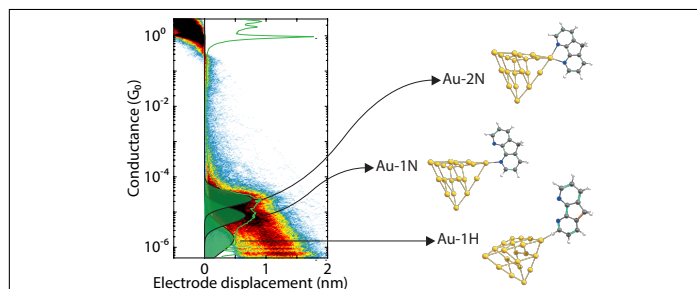 10⁰
10⁻²
10⁻⁴
10⁻⁶
Conductance (G₀)
0
1
2
Electrode displacement (nm)
Au-2N
Au-1N
Au-1H